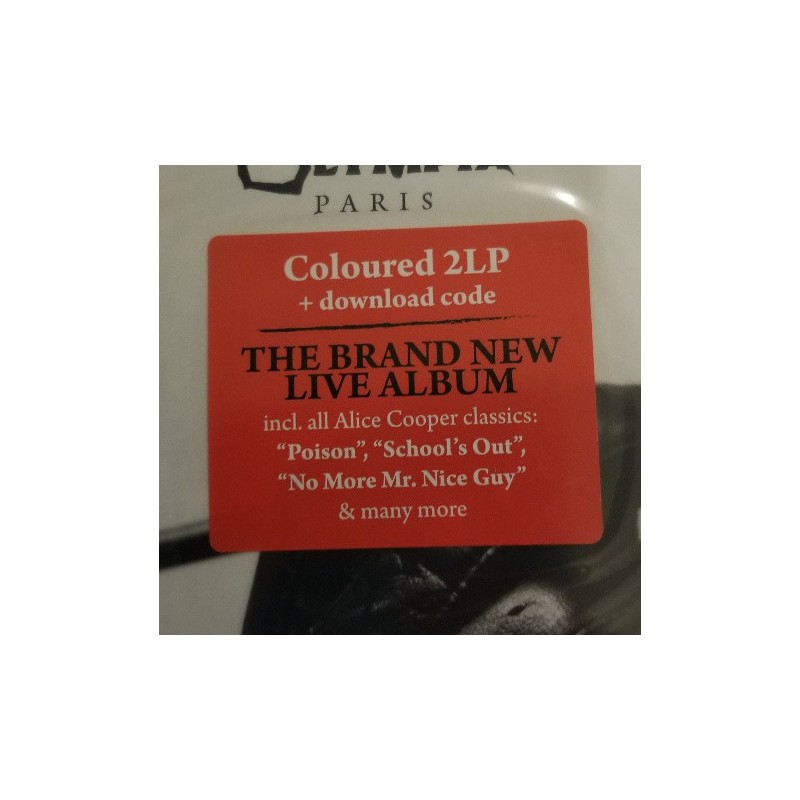 OLYMPIA
PARIS
Coloured 2LP
+ download code
THE BRAND NEW
LIVE ALBUM
incl. all Alice Cooper classics:
“Poison”, “School’s Out”,
“No More Mr. Nice Guy”
& many more